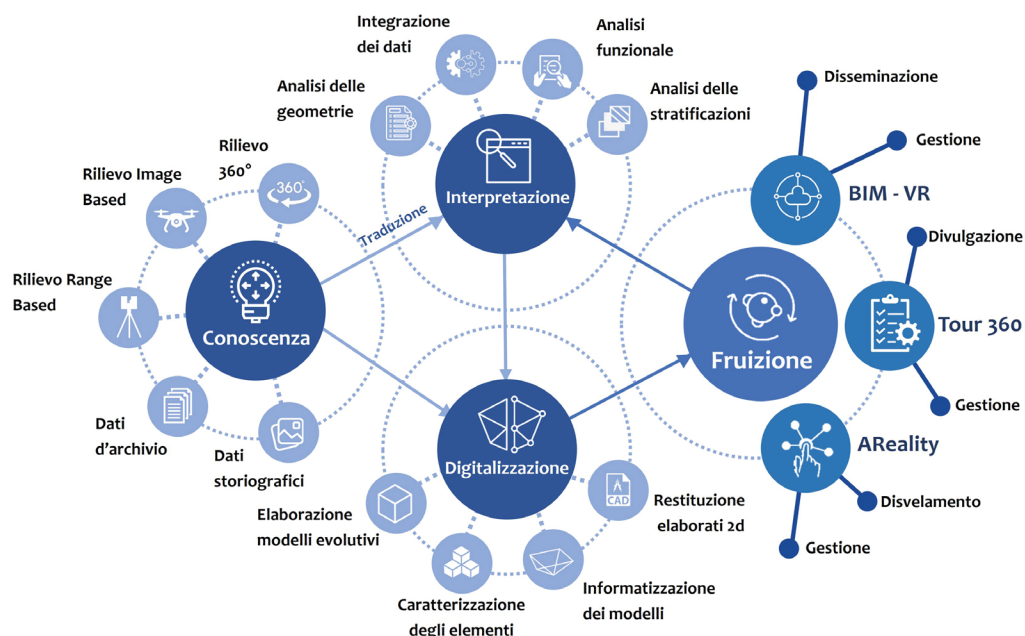 Integrazione
dei dati
Analisi
funzionale
Analisi delle
geometrie
Analisi delle
stratificazioni
Interpretazione
Rilievo
360°
360°
Rilievo Image
Based
Rilievo Range
Based
Dati
d'archivio
Dati
storiografici
Conoscenza
Traduzione
Digitalizzazione
Elaborazione
modelli evolutivi
Caratterizzazione
degli elementi
Informatizzazione
dei modelli
CAD
Restituzione
elaborati 2d
Fruizione
Disseminazione
Gestione
BIM - VR
Divulgazione
Tour 360
Gestione
AReality
Disvelamento
Gestione